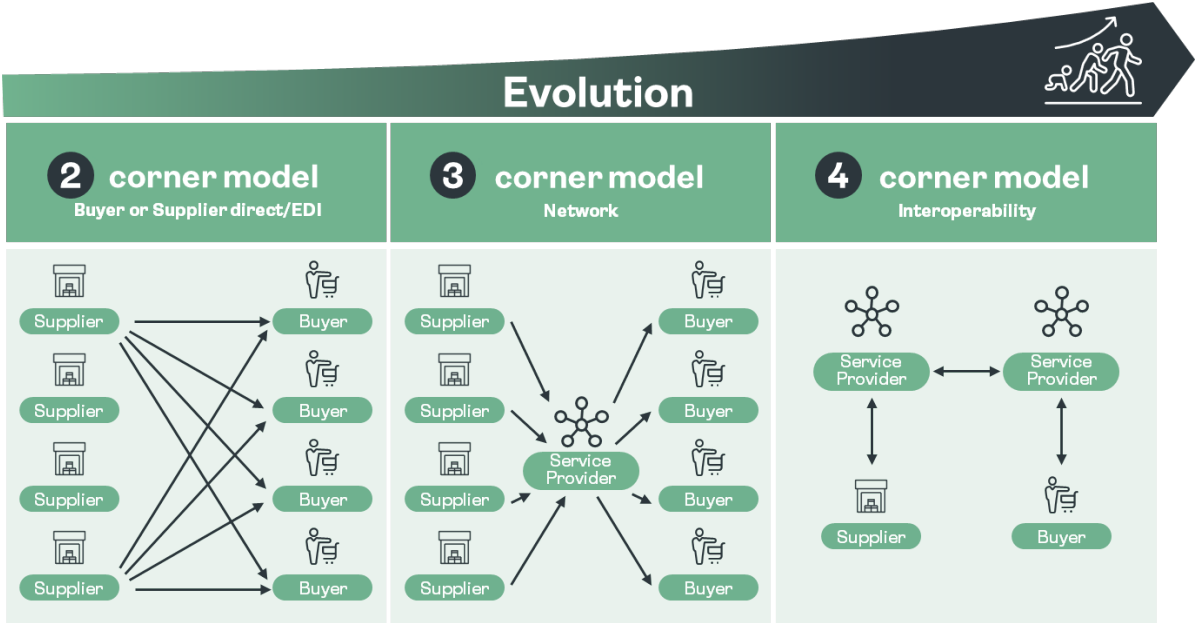 Evolution
2 corner model
Buyer or Supplier direct/EDI
3 corner model
Network
4 corner model
Interoperability
Supplier
Buyer
Supplier
Buyer
Supplier
Buyer
Supplier
Buyer
Supplier
Buyer
Supplier
Buyer
Service
Provider
Supplier
Buyer
Supplier
Buyer
Service
Provider
Service
Provider
Supplier
Buyer